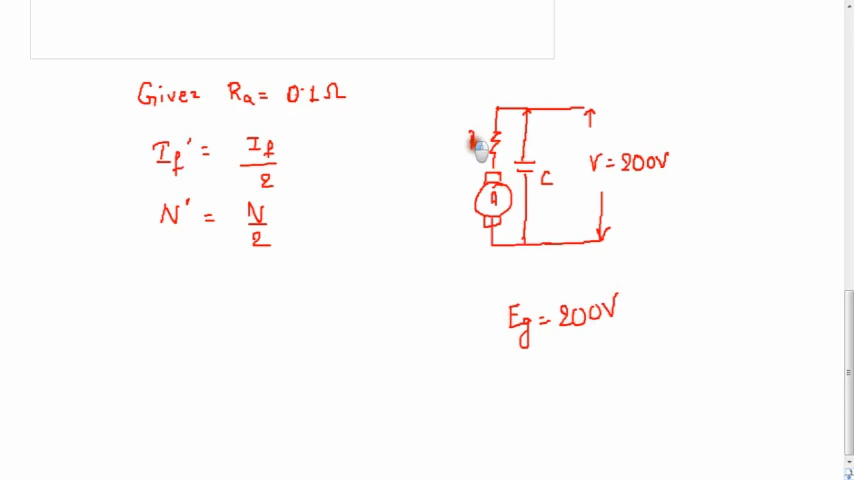 Given Ra = 0.1Ω
If' = If/2
N' = N/2
A
C
V = 200V
Eg = 200V